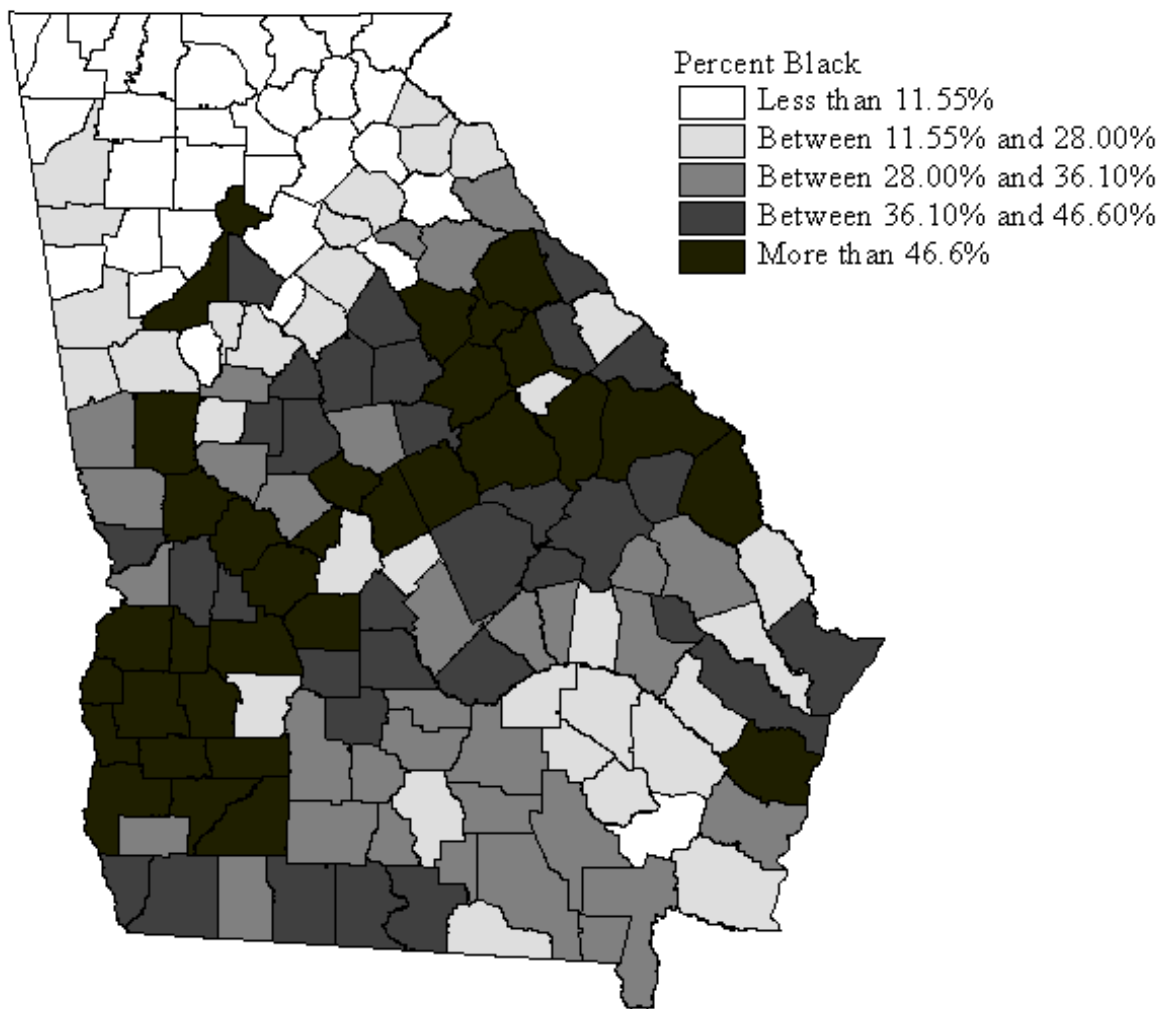 Percent Black
Less than 11.55%
Between 11.55% and 28.00%
Between 28.00% and 36.10%
Between 36.10% and 46.60%
More than 46.6%